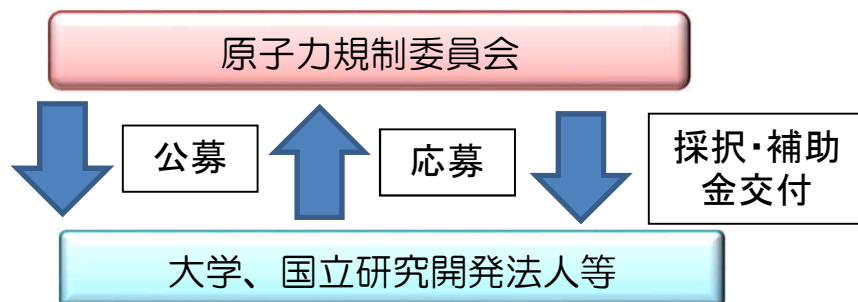 原子力規制委員会
公募
応募
採択・補助
金交付
大学、国立研究開発法人等